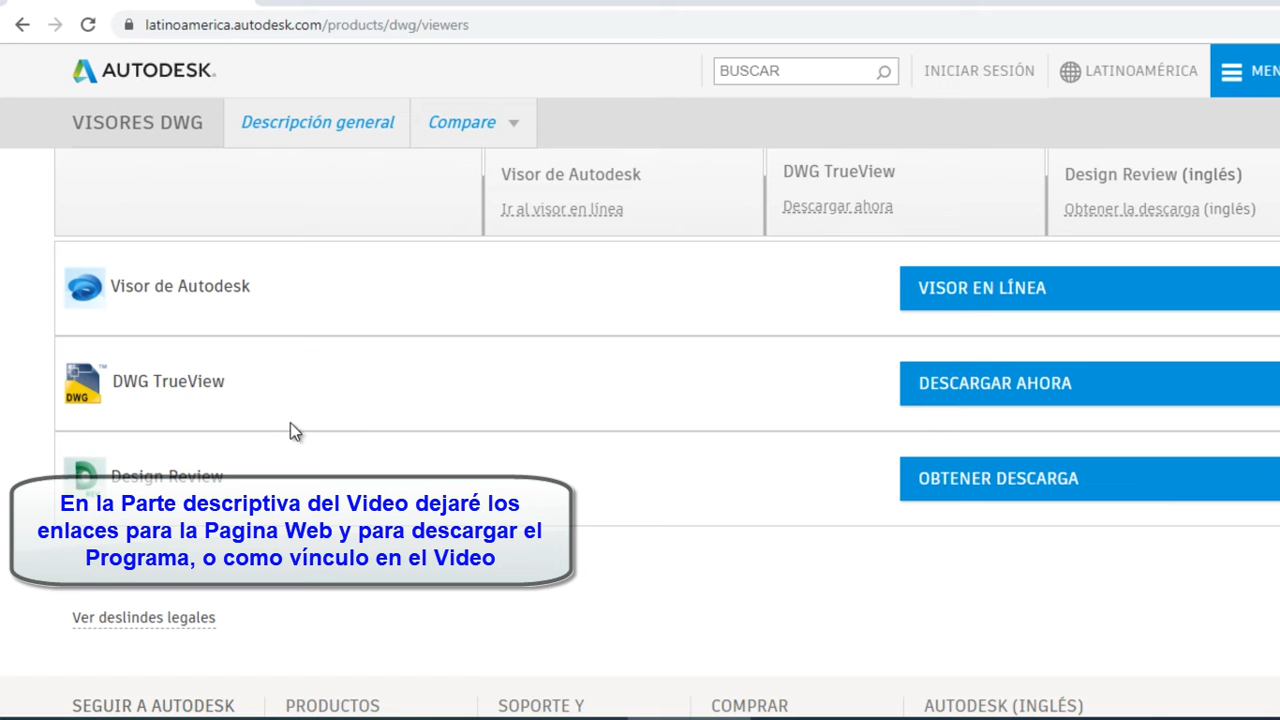 latinoamerica.autodesk.com/products/dwg/viewers
AUTODESK.
BUSCAR
INICIAR SESIÓN
LATINOAMÉRICA
MEN
VISORES DWG
Descripción general
Compare
Visor de Autodesk
DWG TrueView
Design Review (inglés)
Ir al visor en línea
Descargar ahora
Obtener la descarga (inglés)
Visor de Autodesk
VISOR EN LÍNEA
DWG
DWG TrueView
DESCARGAR AHORA
Design Review
OBTENER DESCARGA
En la Parte descriptiva del Video dejaré los
enlaces para la Pagina Web y para descargar el
Programa, o como vínculo en el Video
Ver deslindes legales
SEGUIR A AUTODESK
PRODUCTOS
SOPORTE Y
COMPRAR
AUTODESK (INGLÉS)